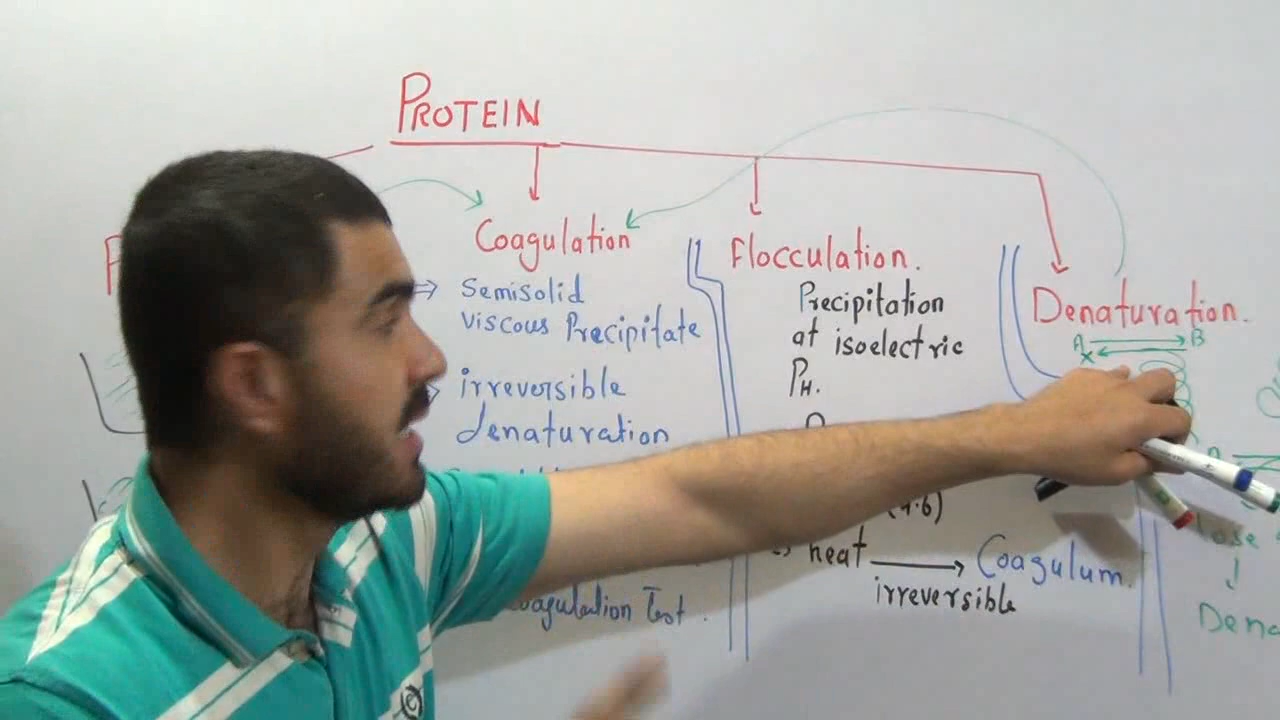 PROTEIN
Coagulation
Semisolid
viscous Precipitate
irreversible
denaturation
Coagulation Test.
Flocculation.
Precipitation
at isoelectric
PH.
heat → Coagulum.
irreversible
Denaturation.
A B
X